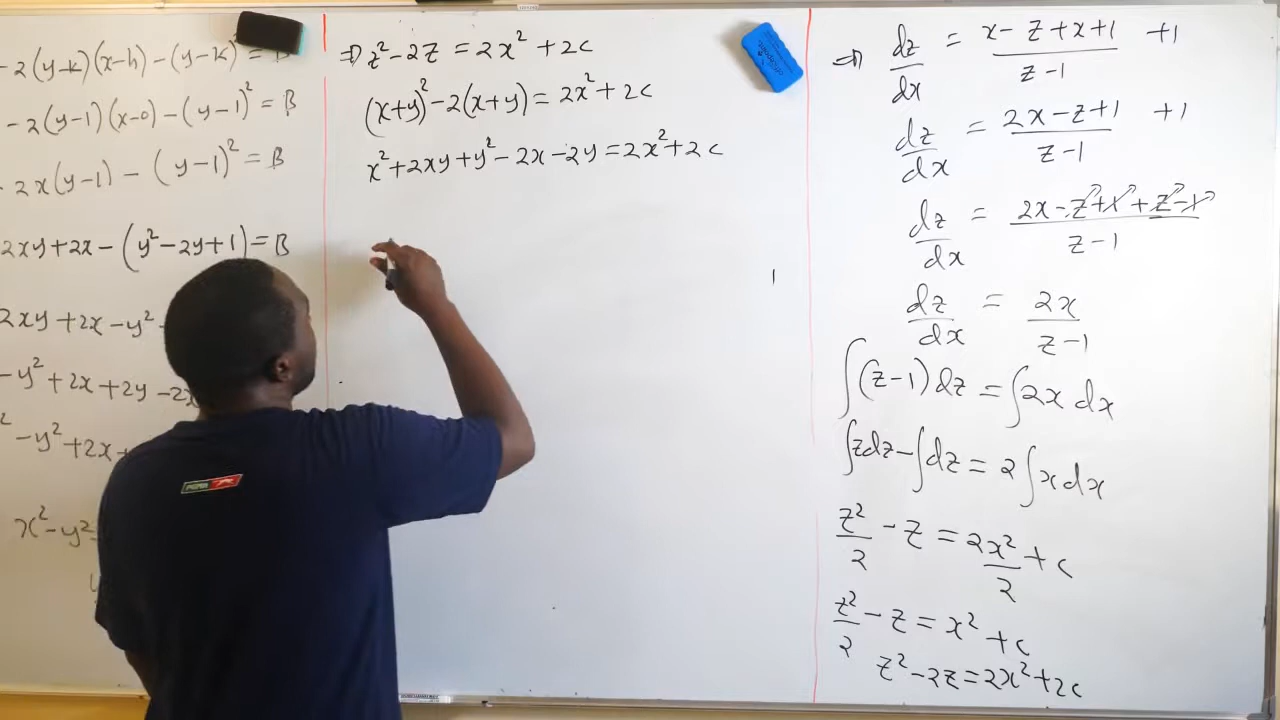 -2(y-k)(x-h)-(y-k)² = B
-2(y-1)(x-0)-(y-1)² = B
-2x(y-1) - (y-1)² = B
2xy+2x-(y²-2y+1)=B
2xy+2x-y²
-y²+2x+2y-2x
-y²+2x+
x²-y²
⇒ z²-2z = 2x²+2c
(x+y)²-2(x+y) = 2x²+2c
x²+2xy+y²-2x-2y=2x²+2c
⇒ dz/dx = (x-z+x+1)/(z-1) +1
dz/dx = (2x-z+1)/(z-1) +1
dz/dx = (2x-z+1+z-1)/(z-1)
dz/dx = 2x/(z-1)
∫(z-1)dz = ∫2x dx
∫zdz-∫dz = 2∫xdx
z²/2 - z = 2x²/2 + c
z²/2 - z = x² + c
z²-2z=2x²+2c